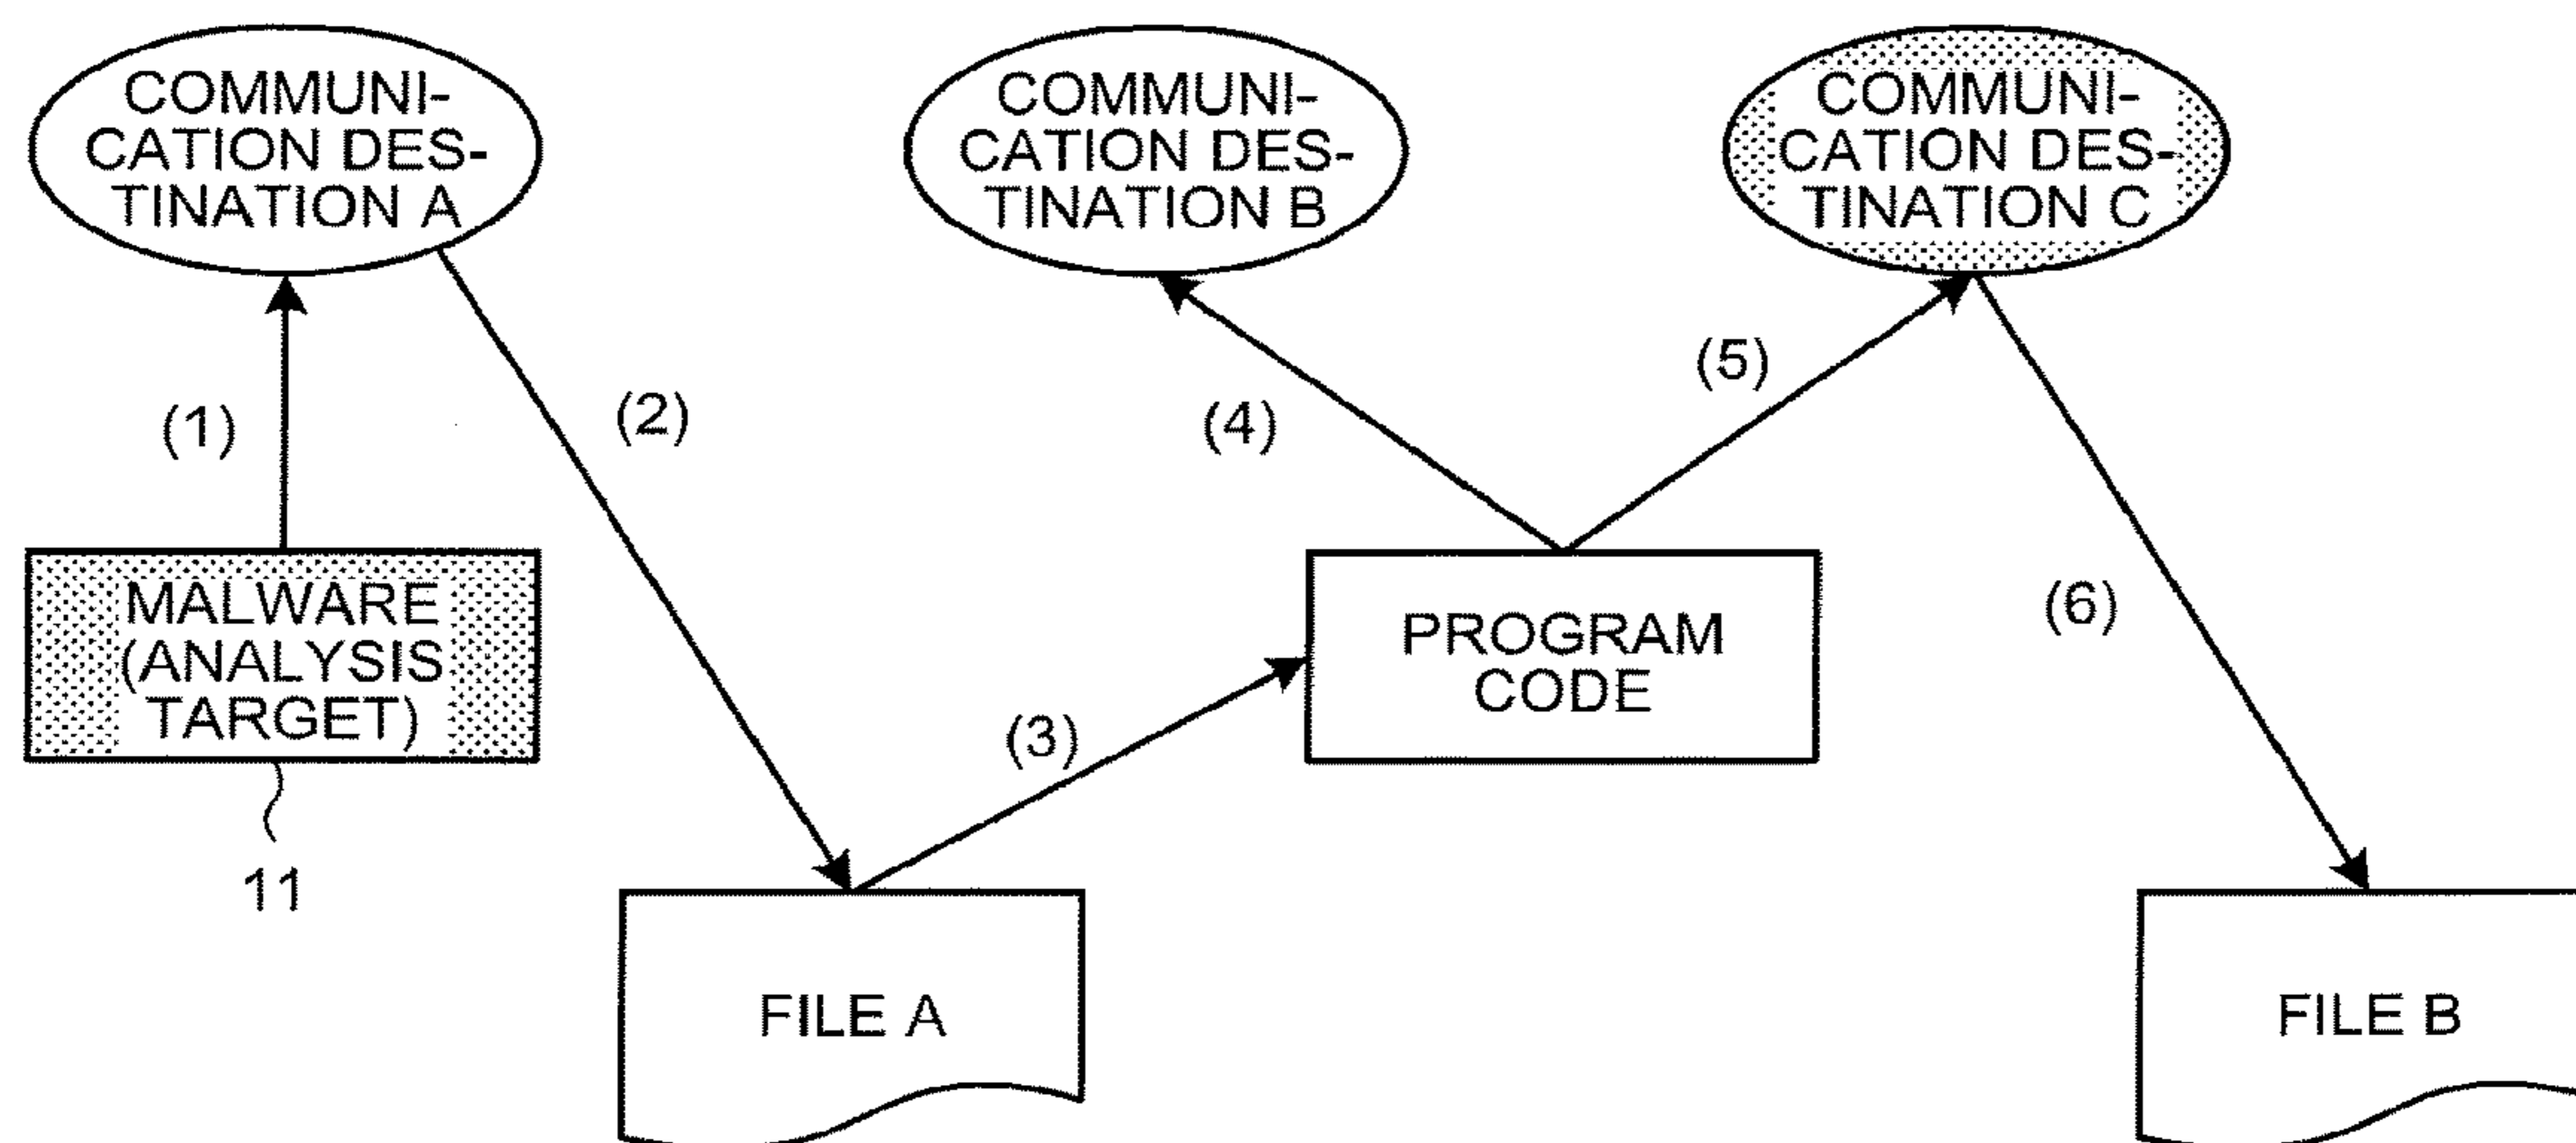 COMMUNI-
CATION DES-
TINATION A
COMMUNI-
CATION DES-
TINATION B
COMMUNI-
CATION DES-
TINATION C
(1)
(2)
(4)
(5)
(6)
MALWARE
(ANALYSIS
TARGET)
11
(3)
PROGRAM
CODE
FILE A
FILE B